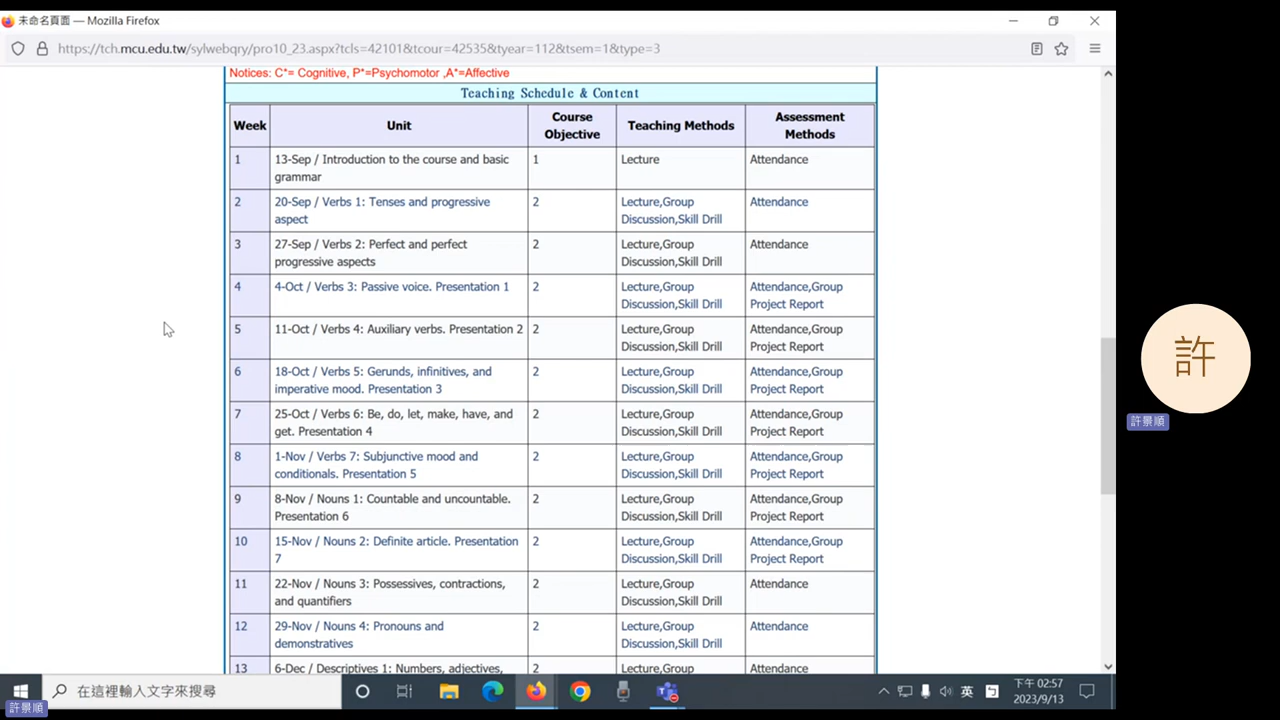 未命名頁面 — Mozilla Firefox
https://tch.mcu.edu.tw/sylwebqry/pro10_23.aspx?tcls=42101&tcour=42535&tyear=112&tsem=1&type=3
Notices: C*= Cognitive, P*=Psychomotor ,A*=Affective
Teaching Schedule & Content
Week Unit Course Objective Teaching Methods Assessment Methods
1 13-Sep / Introduction to the course and basic grammar 1 Lecture Attendance
2 20-Sep / Verbs 1: Tenses and progressive aspect 2 Lecture,Group Discussion,Skill Drill Attendance
3 27-Sep / Verbs 2: Perfect and perfect progressive aspects 2 Lecture,Group Discussion,Skill Drill Attendance
4 4-Oct / Verbs 3: Passive voice. Presentation 1 2 Lecture,Group Discussion,Skill Drill Attendance,Group Project Report
5 11-Oct / Verbs 4: Auxiliary verbs. Presentation 2 2 Lecture,Group Discussion,Skill Drill Attendance,Group Project Report
6 18-Oct / Verbs 5: Gerunds, infinitives, and imperative mood. Presentation 3 2 Lecture,Group Discussion,Skill Drill Attendance,Group Project Report
7 25-Oct / Verbs 6: Be, do, let, make, have, and get. Presentation 4 2 Lecture,Group Discussion,Skill Drill Attendance,Group Project Report
8 1-Nov / Verbs 7: Subjunctive mood and conditionals. Presentation 5 2 Lecture,Group Discussion,Skill Drill Attendance,Group Project Report
9 8-Nov / Nouns 1: Countable and uncountable. Presentation 6 2 Lecture,Group Discussion,Skill Drill Attendance,Group Project Report
10 15-Nov / Nouns 2: Definite article. Presentation 7 2 Lecture,Group Discussion,Skill Drill Attendance,Group Project Report
11 22-Nov / Nouns 3: Possessives, contractions, and quantifiers 2 Lecture,Group Discussion,Skill Drill Attendance
12 29-Nov / Nouns 4: Pronouns and demonstratives 2 Lecture,Group Discussion,Skill Drill Attendance
13 6-Dec / Descriptives 1: Numbers, adjectives, 2 Lecture,Group Attendance
許
許景順
在這裡輸入文字來搜尋
英
下午 02:57
2023/9/13
許景順